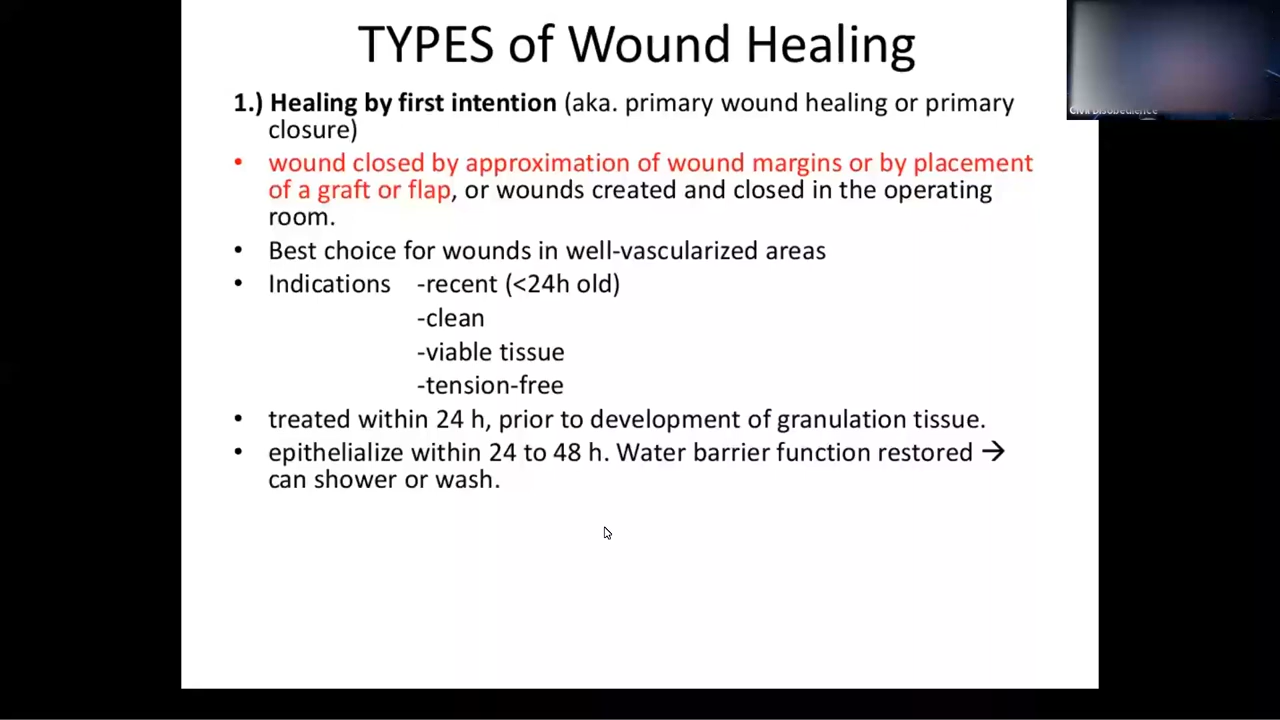 TYPES of Wound Healing
1.) Healing by first intention (aka. primary wound healing or primary
closure)
• wound closed by approximation of wound margins or by placement
of a graft or flap, or wounds created and closed in the operating
room.
• Best choice for wounds in well-vascularized areas
• Indications -recent (<24h old)
-clean
-viable tissue
-tension-free
• treated within 24 h, prior to development of granulation tissue.
• epithelialize within 24 to 48 h. Water barrier function restored →
can shower or wash.
Civil Disobedience